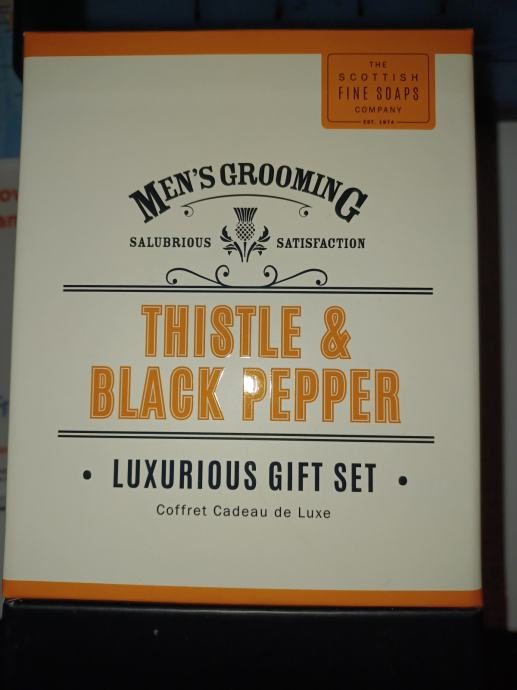 THE
SCOTTISH
FINE SOAPS
COMPANY
EST. 1974
MEN'S GROOMING
SALUBRIOUS SATISFACTION
THISTLE &
BLACK PEPPER
• LUXURIOUS GIFT SET •
Coffret Cadeau de Luxe